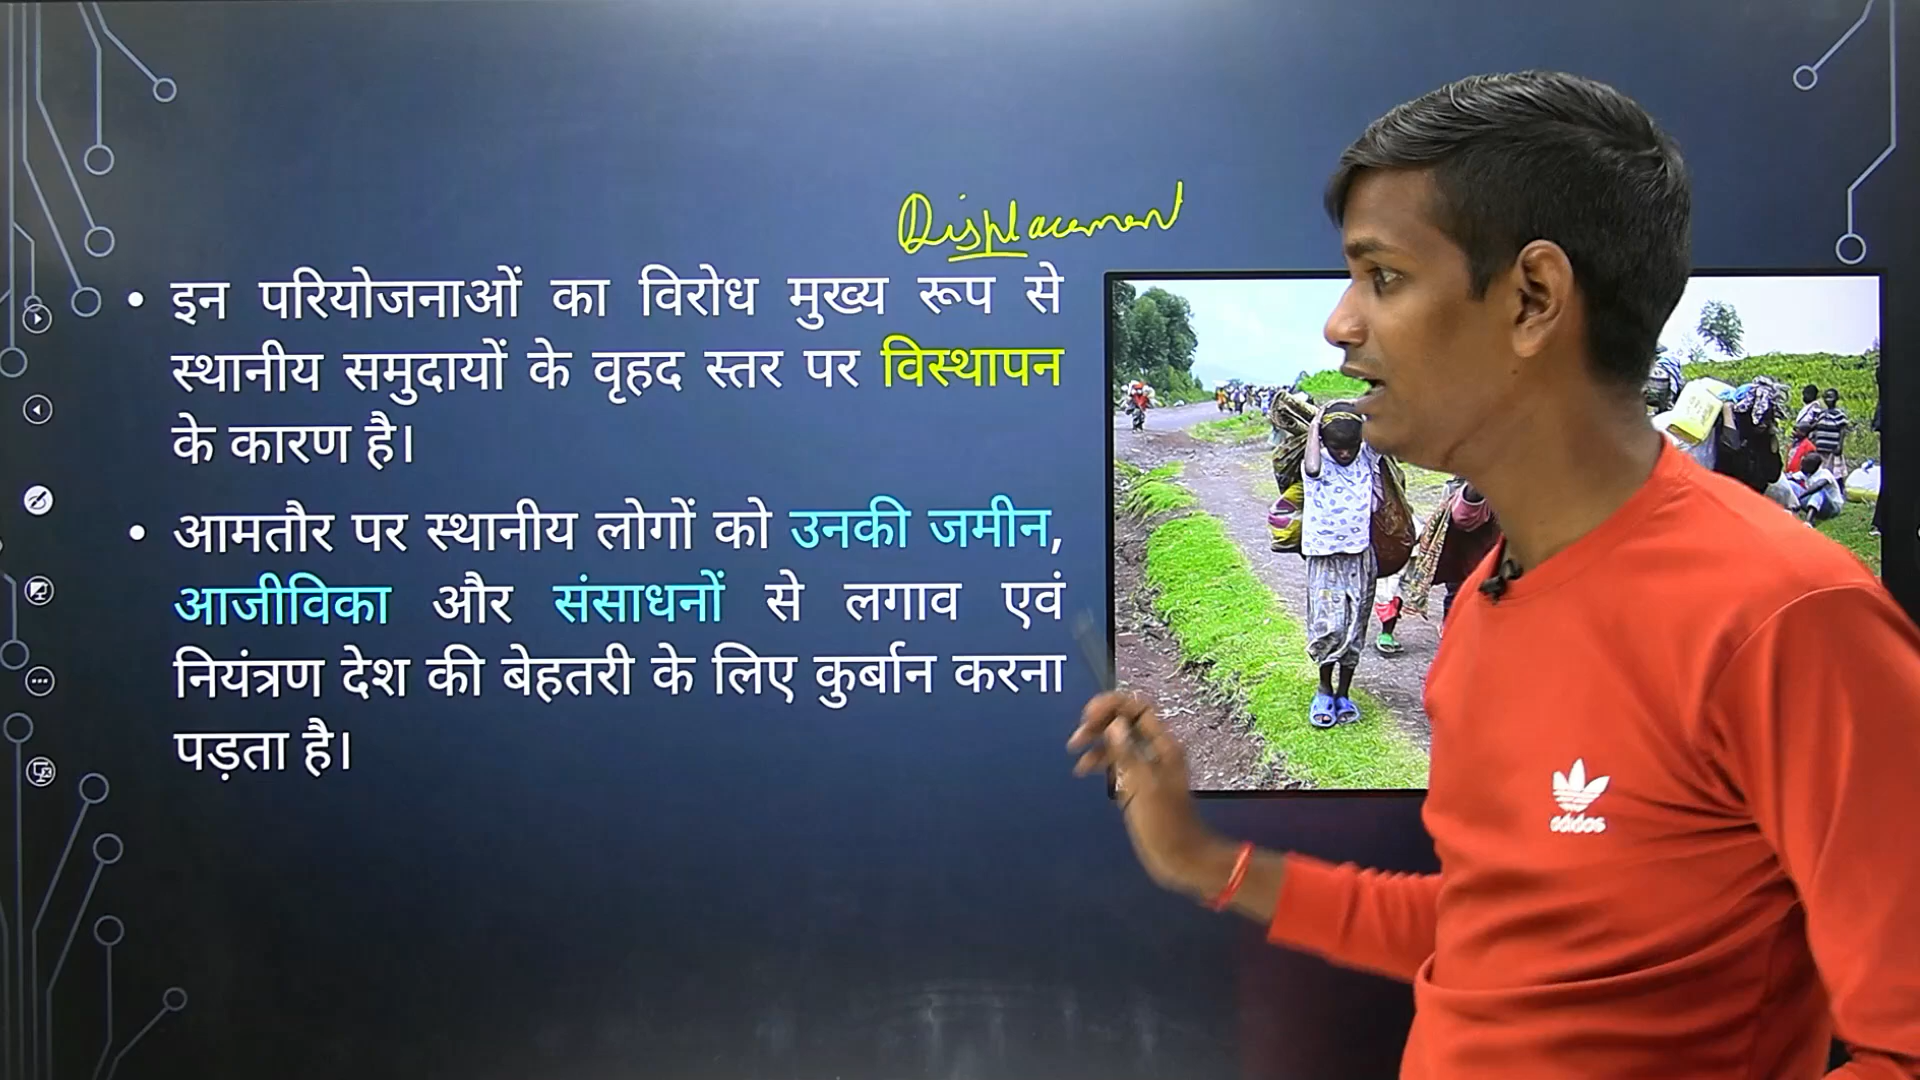 Displacement
• इन परियोजनाओं का विरोध मुख्य रूप से
स्थानीय समुदायों के वृहद स्तर पर विस्थापन
के कारण है।
• आमतौर पर स्थानीय लोगों को उनकी जमीन,
आजीविका और संसाधनों से लगाव एवं
नियंत्रण देश की बेहतरी के लिए कुर्बान करना
पड़ता है।
adidas